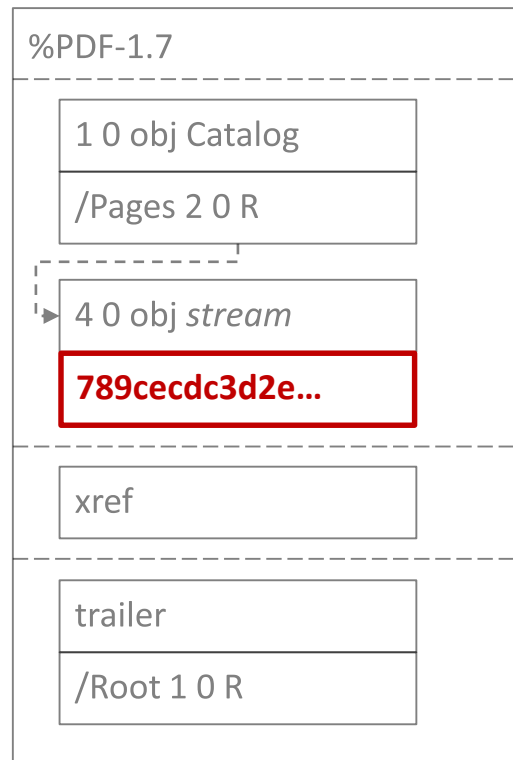 %PDF-1.7
1 0 obj Catalog
/Pages 2 0 R
4 0 obj stream
789cecdc3d2e...
xref
trailer
/Root 1 0 R